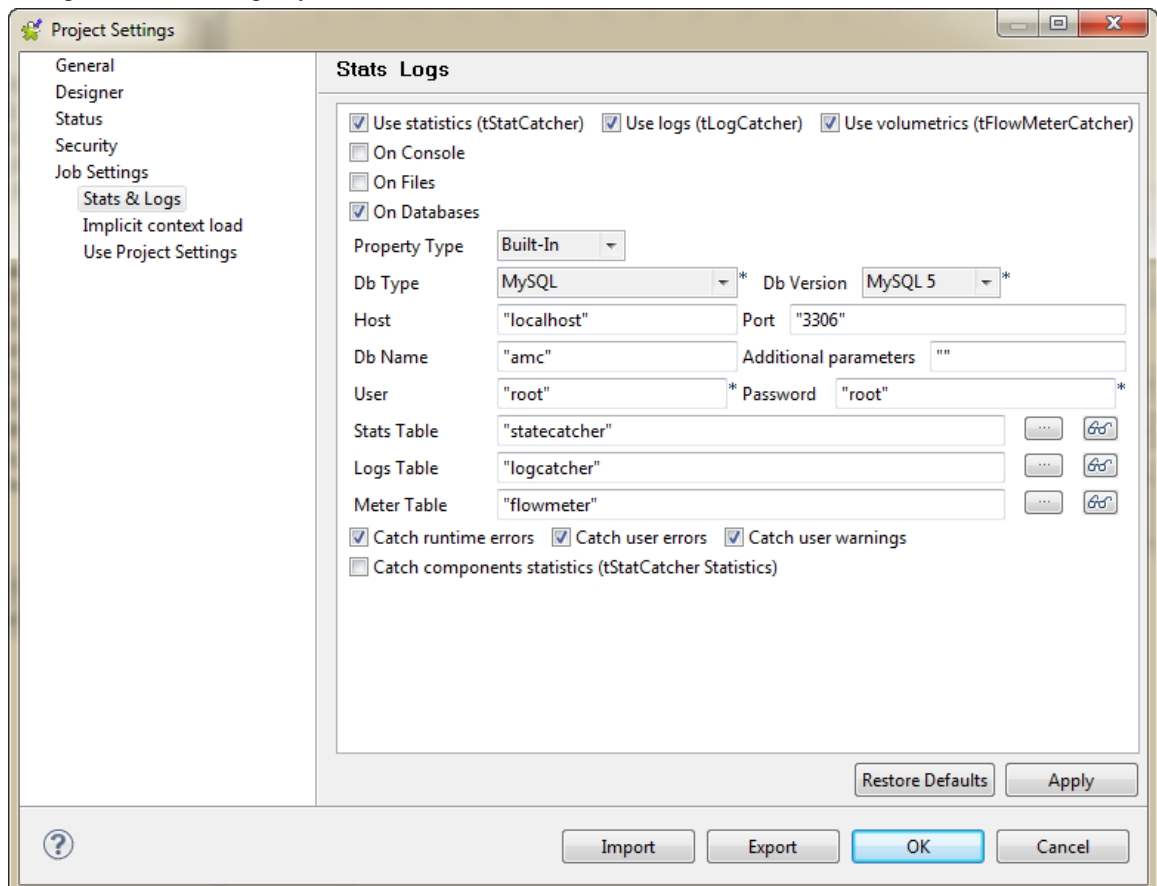 Project Settings
General
Designer
Status
Security
Job Settings
Stats & Logs
Implicit context load
Use Project Settings
Stats Logs
Use statistics (tStatCatcher) Use logs (tLogCatcher) Use volumetrics (tFlowMeterCatcher)
On Console
On Files
On Databases
Property Type Built-In
Db Type MySQL * Db Version MySQL 5 *
Host "localhost" Port "3306"
Db Name "amc" Additional parameters ""
User "root" * Password "root" *
Stats Table "statecatcher" ...
Logs Table "logcatcher" ...
Meter Table "flowmeter" ...
Catch runtime errors Catch user errors Catch user warnings
Catch components statistics (tStatCatcher Statistics)
Restore Defaults Apply
? Import Export OK Cancel